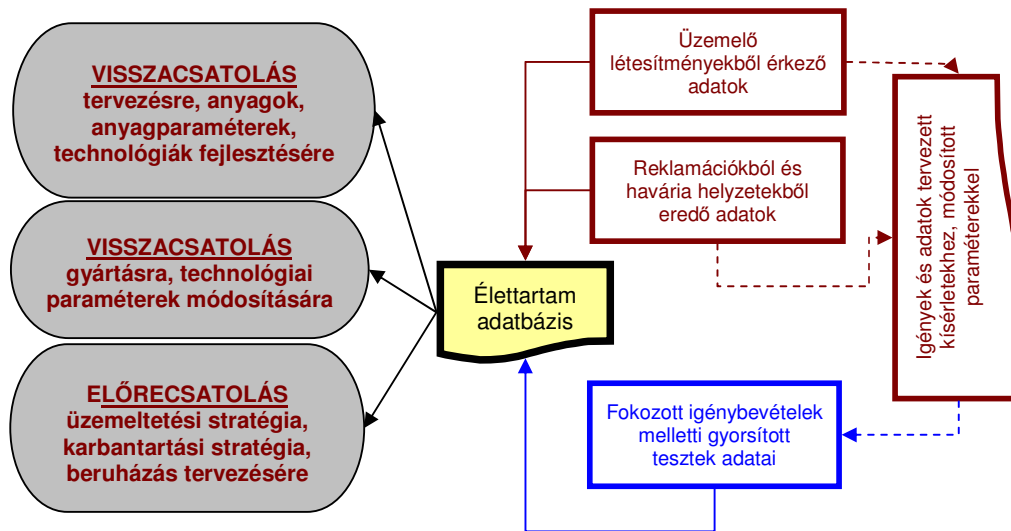 VISSZACSATOLÁS
tervezésre, anyagok,
anyagparaméterek,
technológiák fejlesztésére
VISSZACSATOLÁS
gyártásra, technológiai
paraméterek módosítására
ELŐRECSATOLÁS
üzemeltetési stratégia,
karbantartási stratégia,
beruházás tervezésére
Élettartam
adatbázis
Üzemelő
létesítményekből érkező
adatok
Reklamációkból és
havária helyzetekből
eredő adatok
Igények és adatok tervezett
kísérletekhez, módosított
paraméterekkel
Fokozott igénybevételek
melletti gyorsított
tesztek adatai